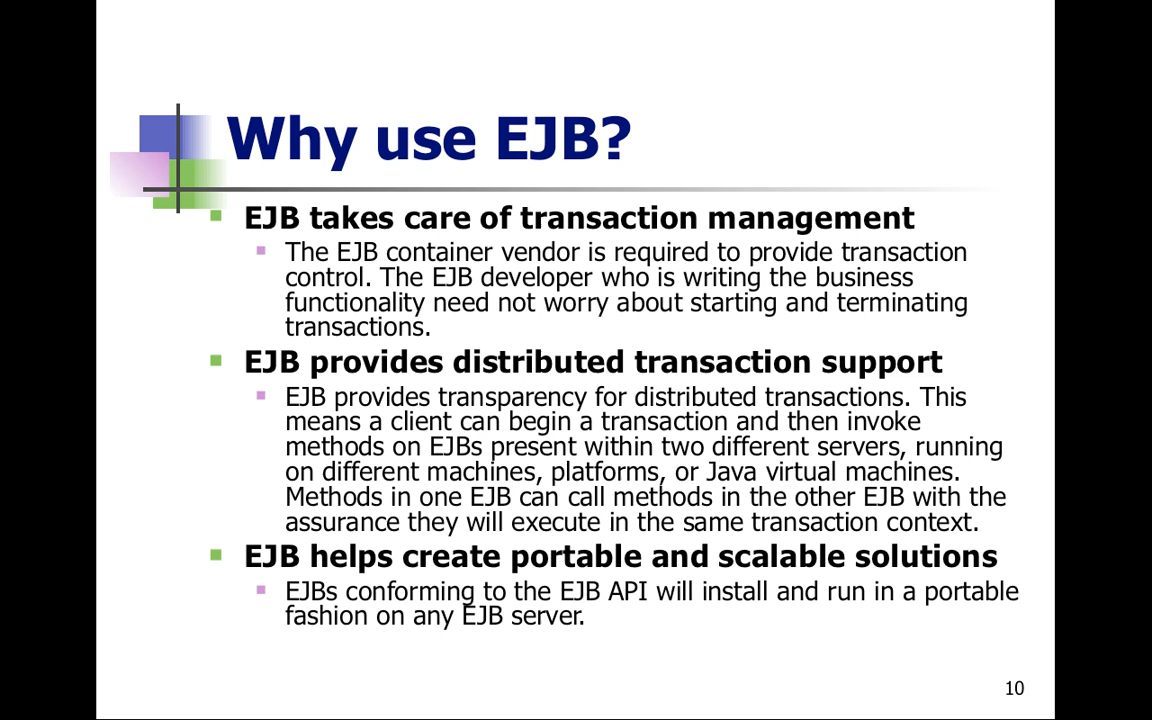 Why use EJB?
EJB takes care of transaction management
The EJB container vendor is required to provide transaction
control. The EJB developer who is writing the business
functionality need not worry about starting and terminating
transactions.
EJB provides distributed transaction support
EJB provides transparency for distributed transactions. This
means a client can begin a transaction and then invoke
methods on EJBs present within two different servers, running
on different machines, platforms, or Java virtual machines.
Methods in one EJB can call methods in the other EJB with the
assurance they will execute in the same transaction context.
EJB helps create portable and scalable solutions
EJBs conforming to the EJB API will install and run in a portable
fashion on any EJB server.
10